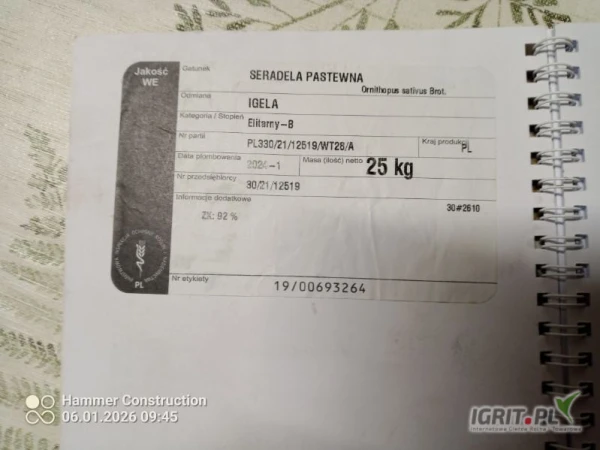 Jakość
WE
Gatunek
SERADELA PASTEWNA
Ornithopus sativus Brot.
Odmiana
IGELA
Kategoria / Stopień
Elitarny-B
Nr partii
PL330/21/12519/WT28/A
Kraj produkcji
PL
Data plombowania
Masa (ilość) netto
25 kg
Nr przedsiębiorcy
30/21/12519
Informacje dodatkowe
30#2610
ZK: 92 %
PL
Nr etykiety
19/00693264
Hammer Construction
06.01.2026 09:45
IGRIT.PL